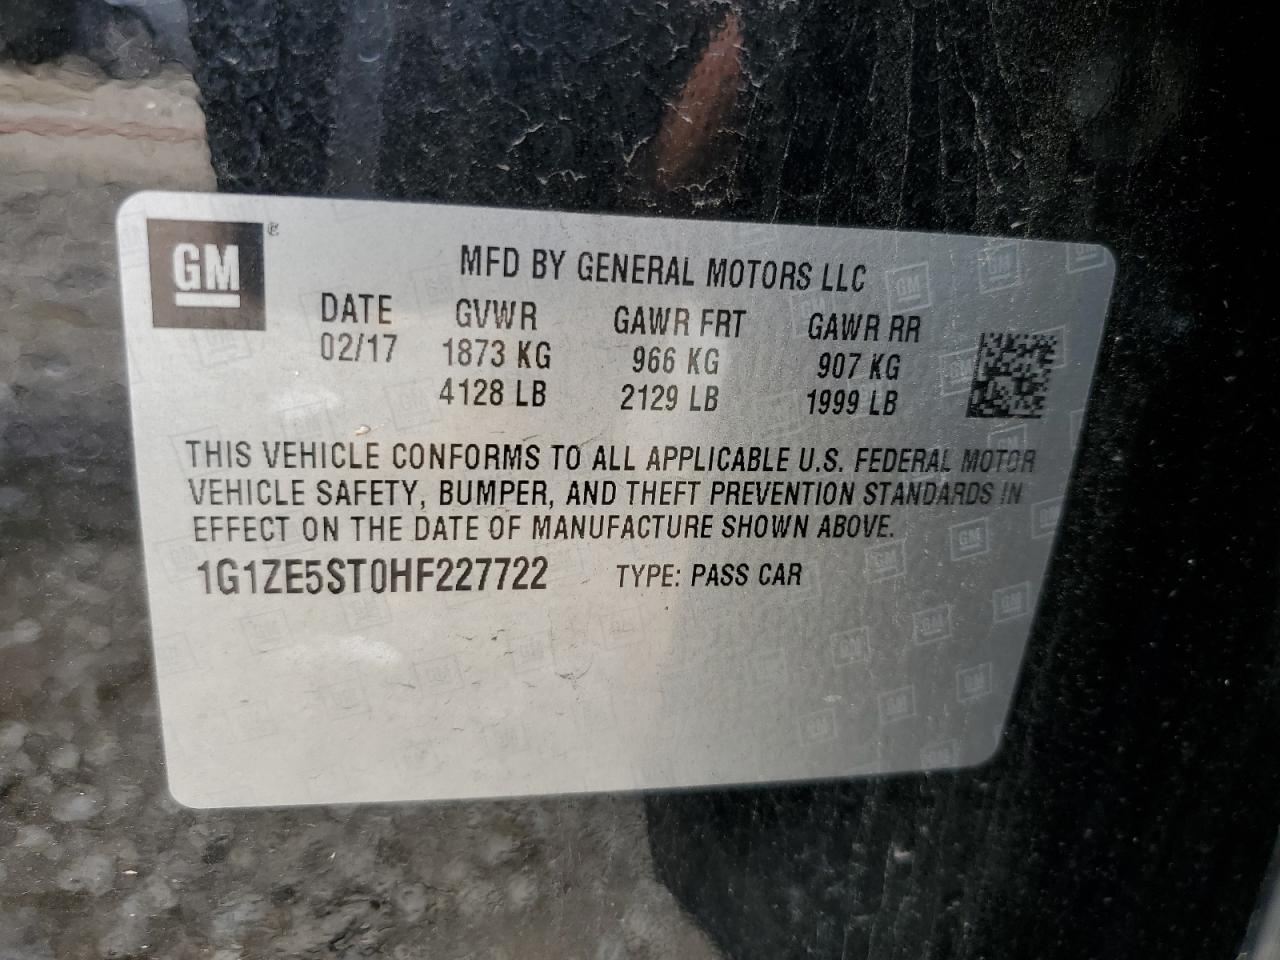 GM
MFD BY GENERAL MOTORS LLC
DATE GVWR GAWR FRT GAWR RR
02/17 1873 KG 966 KG 907 KG
4128 LB 2129 LB 1999 LB
THIS VEHICLE CONFORMS TO ALL APPLICABLE U.S. FEDERAL MOTOR
VEHICLE SAFETY, BUMPER, AND THEFT PREVENTION STANDARDS IN
EFFECT ON THE DATE OF MANUFACTURE SHOWN ABOVE.
1G1ZE5ST0HF227722 TYPE: PASS CAR